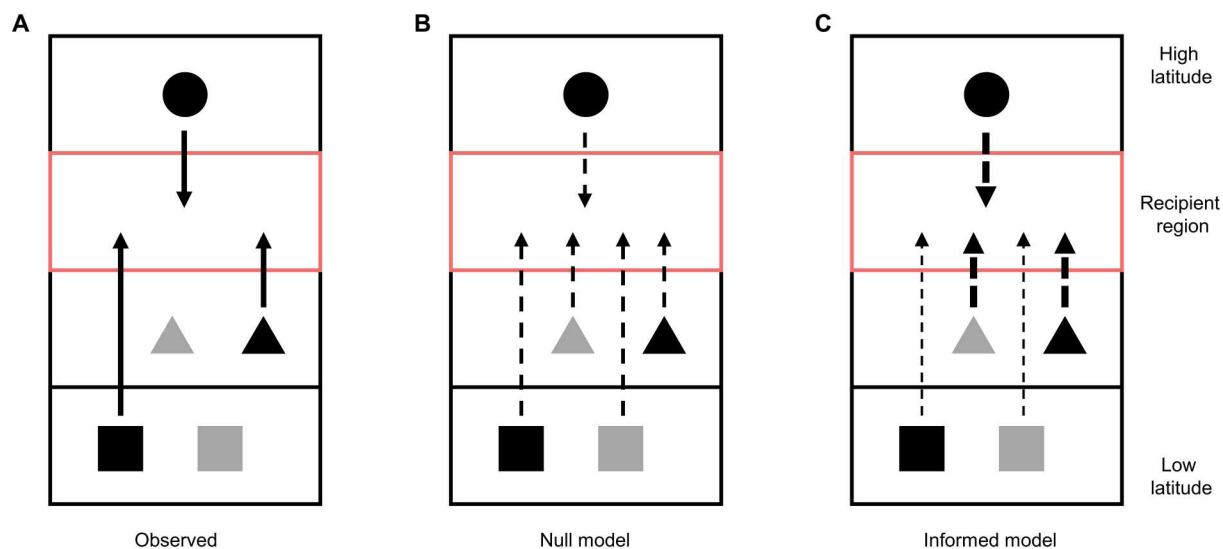 A
B
C
High
latitude
Recipient
region
Low
latitude
Observed
Null model
Informed model